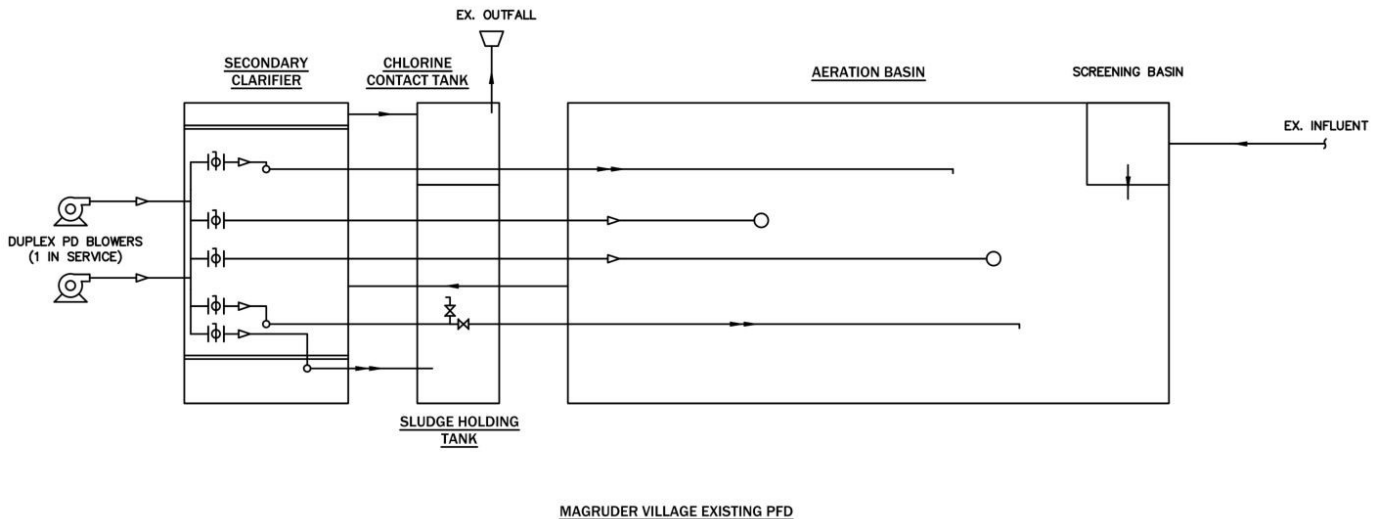 EX. OUTFALL
SECONDARY
CLARIFIER
CHLORINE
CONTACT TANK
AERATION BASIN
SCREENING BASIN
EX. INFLUENT
DUPLEX PD BLOWERS
(1 IN SERVICE)
SLUDGE HOLDING
TANK
MAGRUDER VILLAGE EXISTING PFD